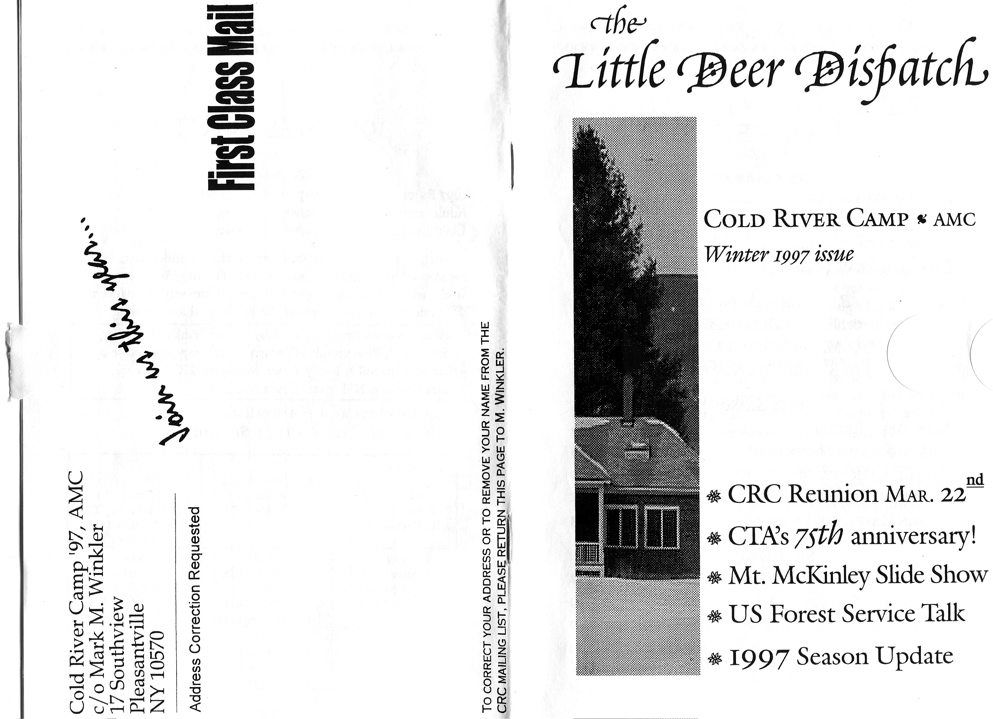 First Class Mail
Join us this year...
Cold River Camp '97, AMC
c/o Mark M. Winkler
17 Southview
Pleasantville
NY 10570
Address Correction Requested
TO CORRECT YOUR ADDRESS OR TO REMOVE YOUR NAME FROM THE
CRC MAILING LIST, PLEASE RETURN THIS PAGE TO M. WINKLER.
the
Little Deer Dispatch
COLD RIVER CAMP AMC
Winter 1997 issue
CRC Reunion MAR. 22nd
CTA's 75th anniversary!
Mt. McKinley Slide Show
US Forest Service Talk
1997 Season Update